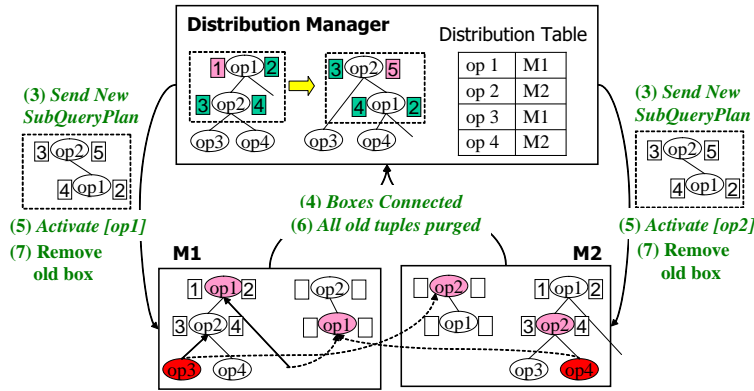 Distribution Manager
Distribution Table
1 op1 2
3 op2 4
op3 op4
op2
3 5
4 op1 2
op3 op4
op 1 M1
op 2 M2
op 3 M1
op 4 M2
(3) Send New
SubQueryPlan
3 op2 5
4 op1 2
(5) Activate [op1]
(7) Remove
old box
(4) Boxes Connected
(6) All old tuples purged
(3) Send New
SubQueryPlan
3 op2 5
4 op1 2
(5) Activate [op2]
(7) Remove
old box
M1
1 op1 2
3 op2 4
op3 op4
op2
op1
M2
op2
op1
1 op1 2
3 op2 4
op3 op4